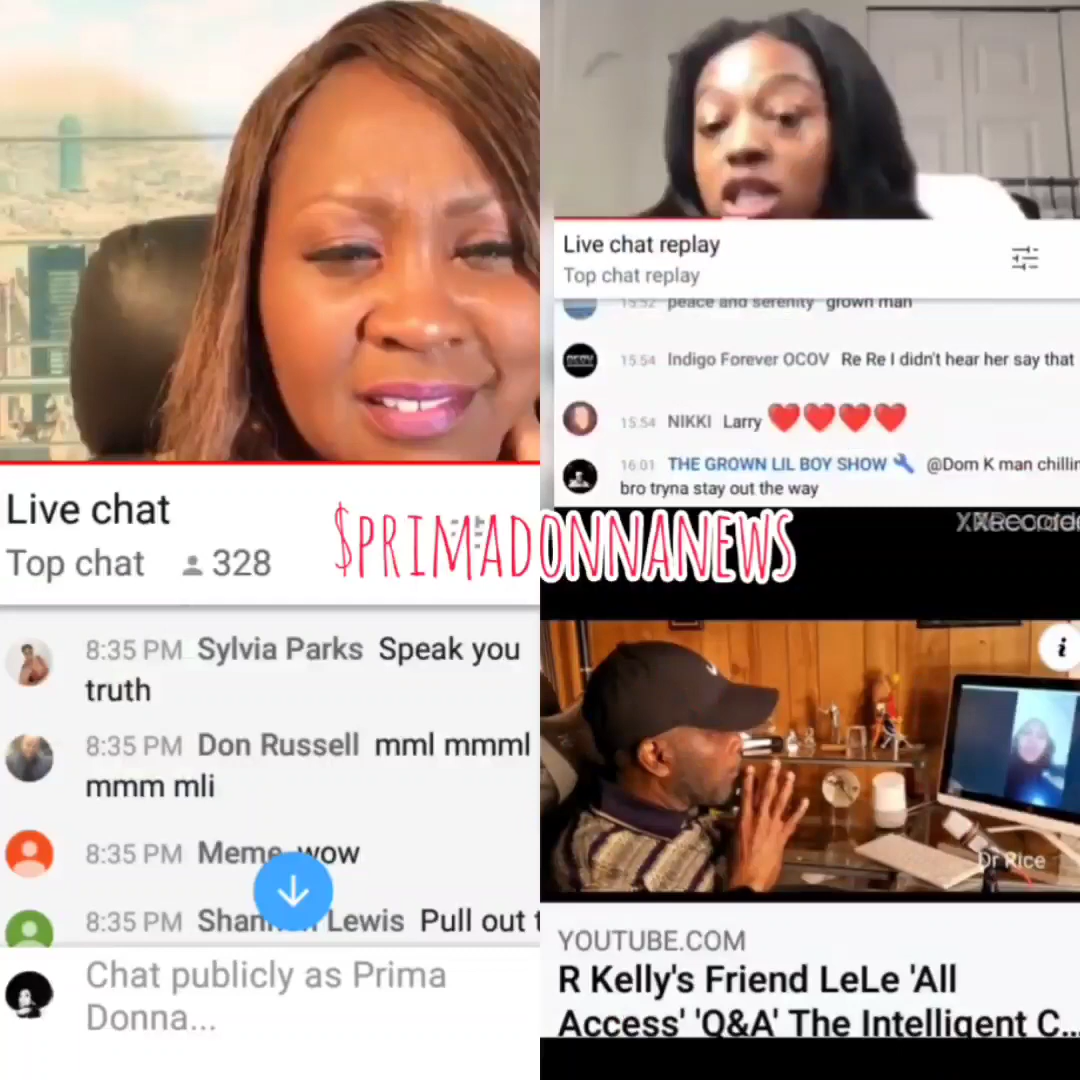 Live chat
Top chat 328
8:35 PM Sylvia Parks Speak you
truth
8:35 PM Don Russell mml mmml
mmm mli
8:35 PM Meme wow
8:35 PM Lewis Pull out
Chat publicly as Prima
Donna...
$PRIMADONNANEWS
Live chat replay
Top chat replay
15:52 peace and serenity grown man
15:54 Indigo Forever OCOV Re Re I didn't hear her say that
15:54 NIKKI Larry ❤️❤️❤️❤️
16:01 THE GROWN LIL BOY SHOW 🔧 @Dom K man chillin
bro tryna stay out the way
i
Dr Rice
YOUTUBE.COM
R Kelly's Friend LeLe 'All
Access' 'Q&A' The Intelligent C...